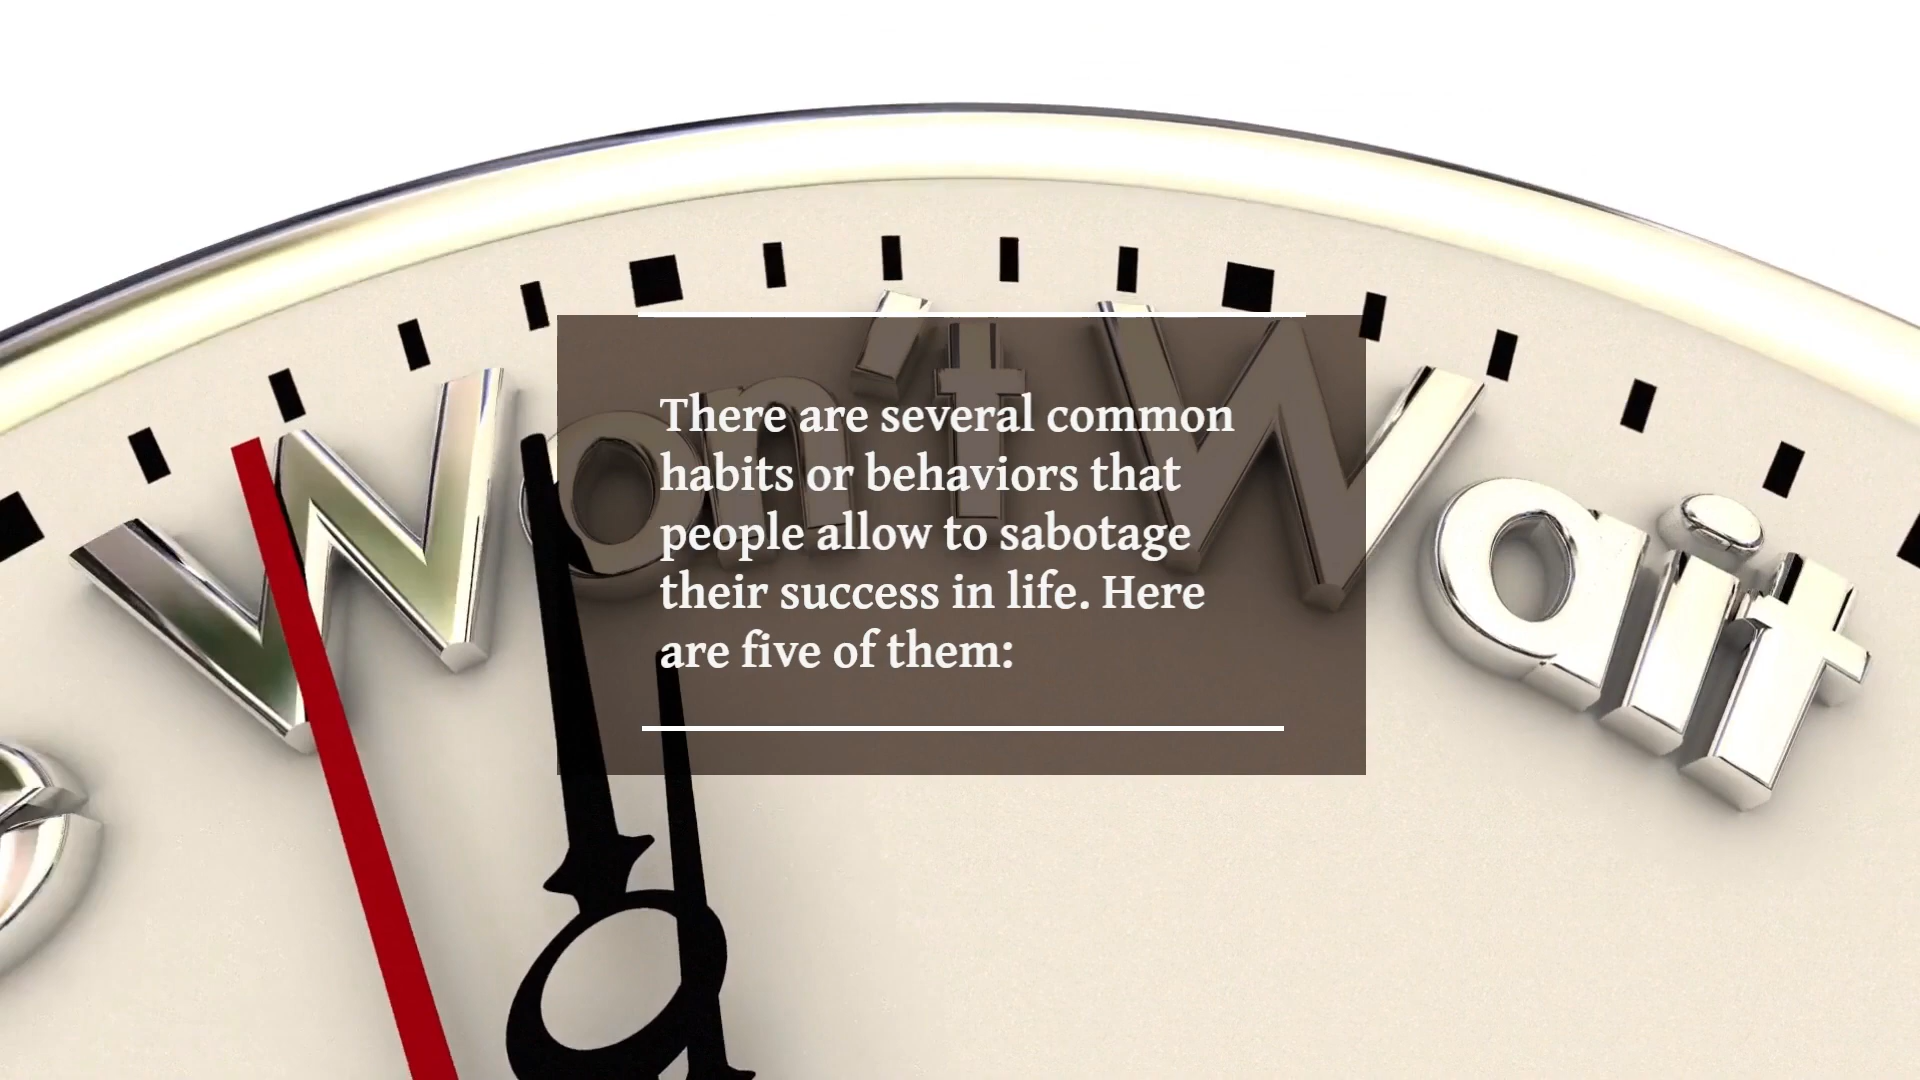 Won't Wait
There are several common
habits or behaviors that
people allow to sabotage
their success in life. Here
are five of them: